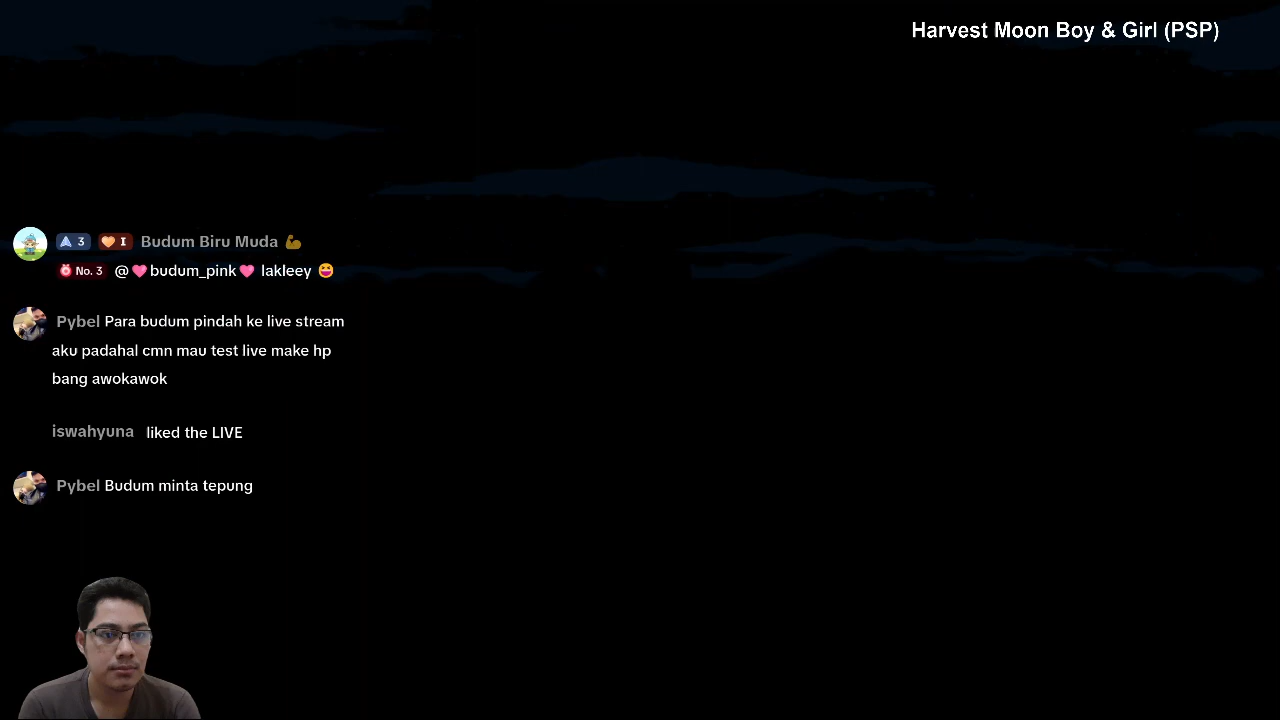 Harvest Moon Boy & Girl (PSP)
3 I Budum Biru Muda 💪
No. 3 @💗budum_pink💗 lakleey 😆
Pybel Para budum pindah ke live stream
aku padahal cmn mau test live make hp
bang awokawok
iswahyuna liked the LIVE
Pybel Budum minta tepung